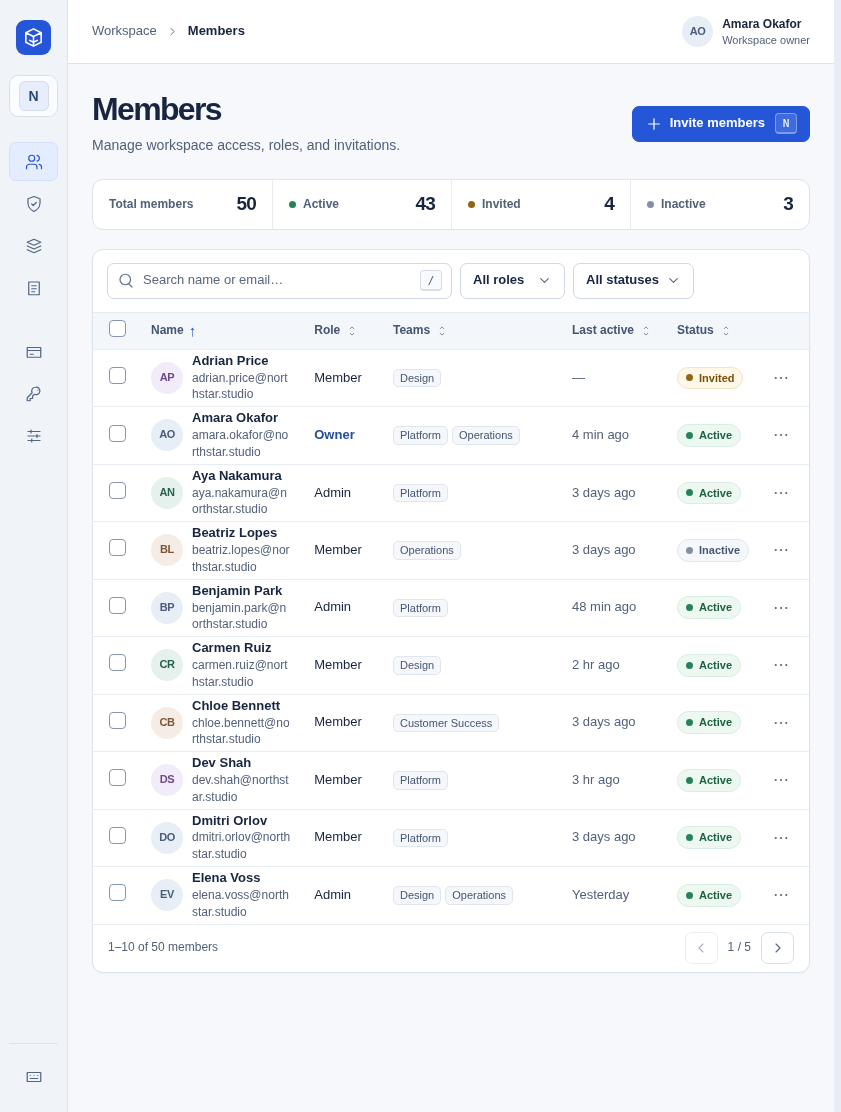 Workspace
Members
AO
Amara Okafor
Workspace owner
N
Members
Manage workspace access, roles, and invitations.
Invite members N
Total members 50
Active 43
Invited 4
Inactive 3
Search name or email… /
All roles
All statuses
Name ↑ Role Teams Last active Status
AP Adrian Price
adrian.price@nort
hstar.studio
Member Design — Invited
AO Amara Okafor
amara.okafor@no
rthstar.studio
Owner Platform Operations 4 min ago Active
AN Aya Nakamura
aya.nakamura@n
orthstar.studio
Admin Platform 3 days ago Active
BL Beatriz Lopes
beatriz.lopes@nor
thstar.studio
Member Operations 3 days ago Inactive
BP Benjamin Park
benjamin.park@n
orthstar.studio
Admin Platform 48 min ago Active
CR Carmen Ruiz
carmen.ruiz@nort
hstar.studio
Member Design 2 hr ago Active
CB Chloe Bennett
chloe.bennett@no
rthstar.studio
Member Customer Success 3 days ago Active
DS Dev Shah
dev.shah@northst
ar.studio
Member Platform 3 hr ago Active
DO Dmitri Orlov
dmitri.orlov@north
star.studio
Member Platform 3 days ago Active
EV Elena Voss
elena.voss@north
star.studio
Admin Design Operations Yesterday Active
1–10 of 50 members
1 / 5